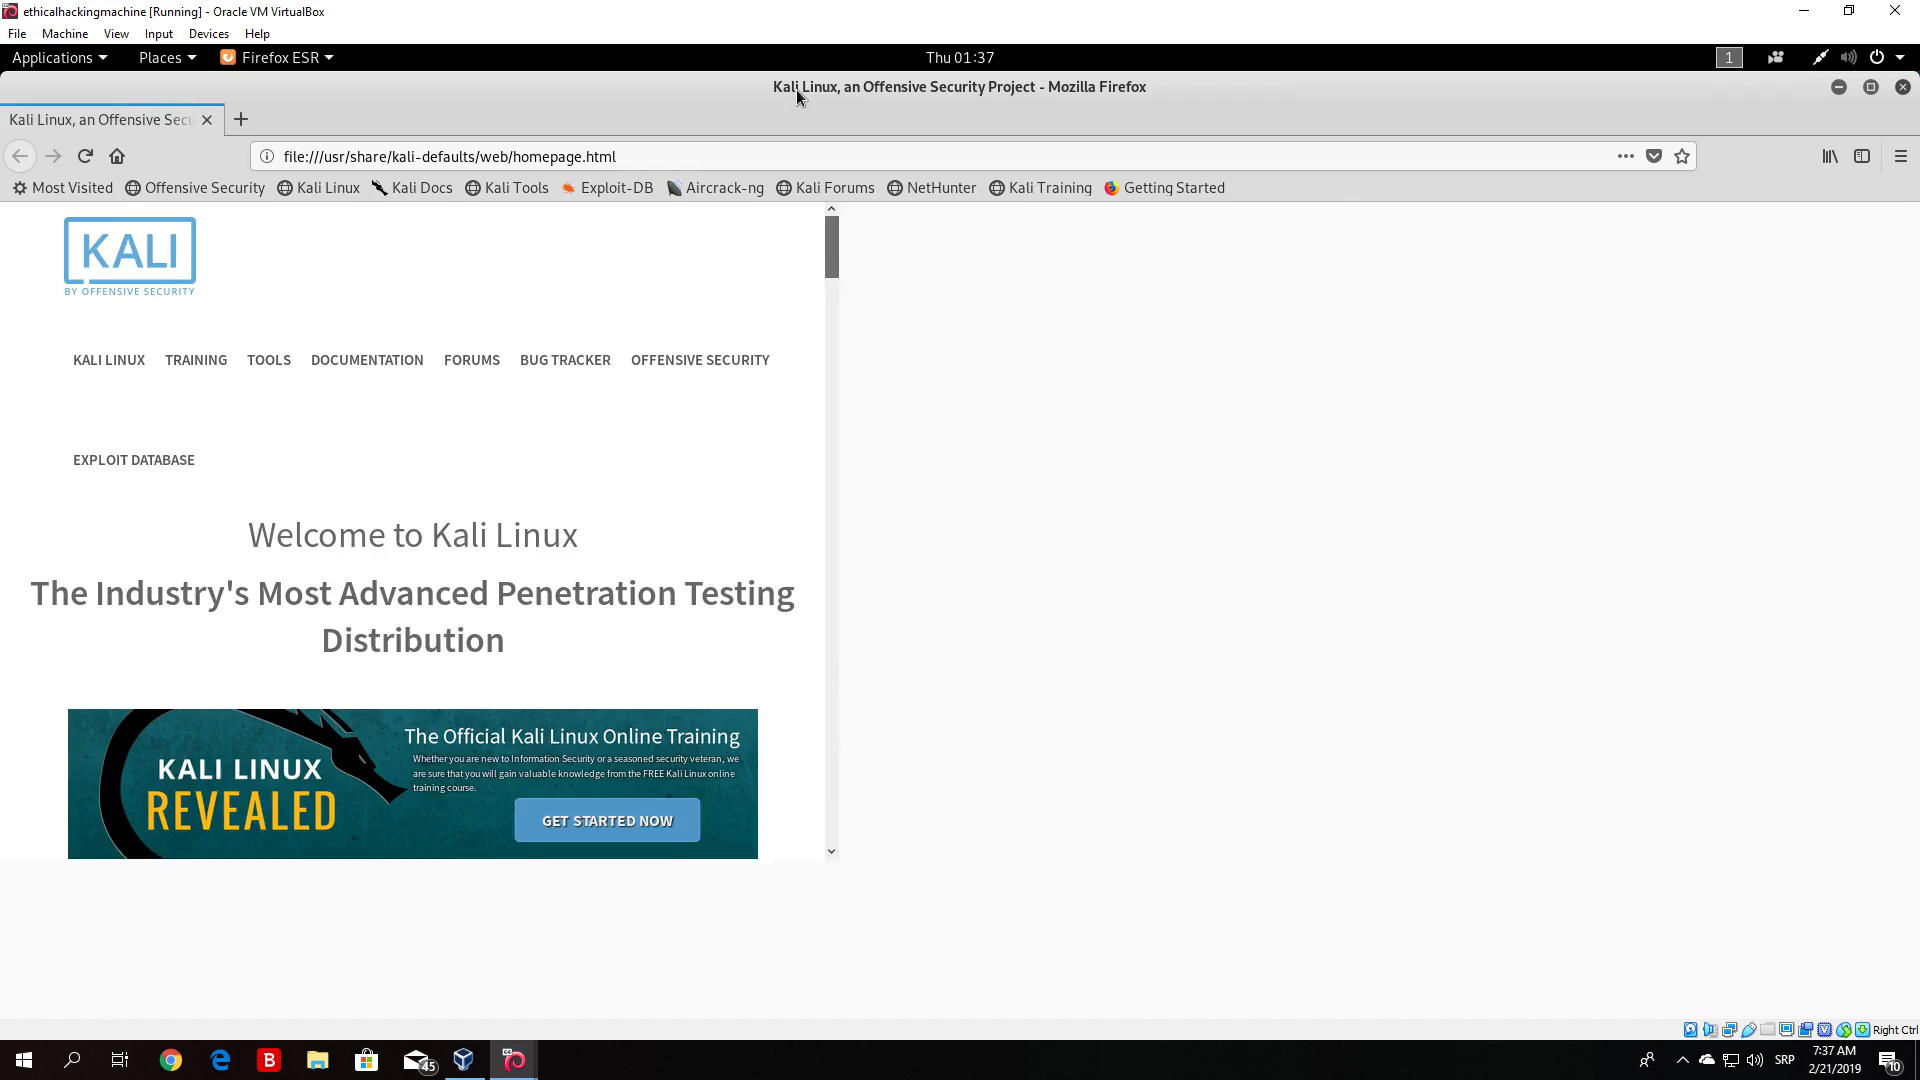 ethicalhackingmachine [Running] - Oracle VM VirtualBox
File Machine View Input Devices Help
Applications Places Firefox ESR Thu 01:37 1
Kali Linux, an Offensive Security Project - Mozilla Firefox
Kali Linux, an Offensive Secu
file:///usr/share/kali-defaults/web/homepage.html
Most Visited Offensive Security Kali Linux Kali Docs Kali Tools Exploit-DB Aircrack-ng Kali Forums NetHunter Kali Training Getting Started
KALI
BY OFFENSIVE SECURITY
KALI LINUX TRAINING TOOLS DOCUMENTATION FORUMS BUG TRACKER OFFENSIVE SECURITY
EXPLOIT DATABASE
Welcome to Kali Linux
The Industry's Most Advanced Penetration Testing
Distribution
KALI LINUX
REVEALED
The Official Kali Linux Online Training
Whether you are new to Information Security or a seasoned security veteran, we
are sure that you will gain valuable knowledge from the FREE Kali Linux online
training course.
GET STARTED NOW
Right Ctrl
B 45 SRP 7:37 AM
2/21/2019 10